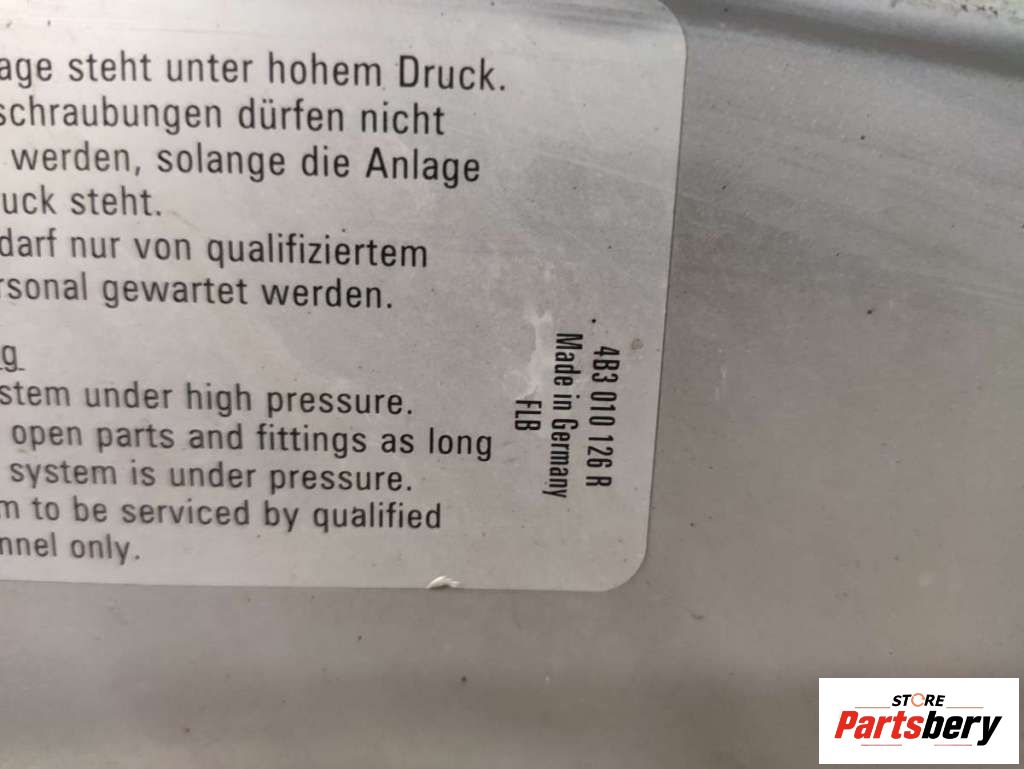 age steht unter hohem Druck.
schraubungen dürfen nicht
werden, solange die Anlage
uck steht.
darf nur von qualifiziertem
rsonal gewartet werden.
g
stem under high pressure.
open parts and fittings as long
system is under pressure.
m to be serviced by qualified
nnel only.
4B3 010 126 R
Made in Germany
FLB
STORE
Partsbery